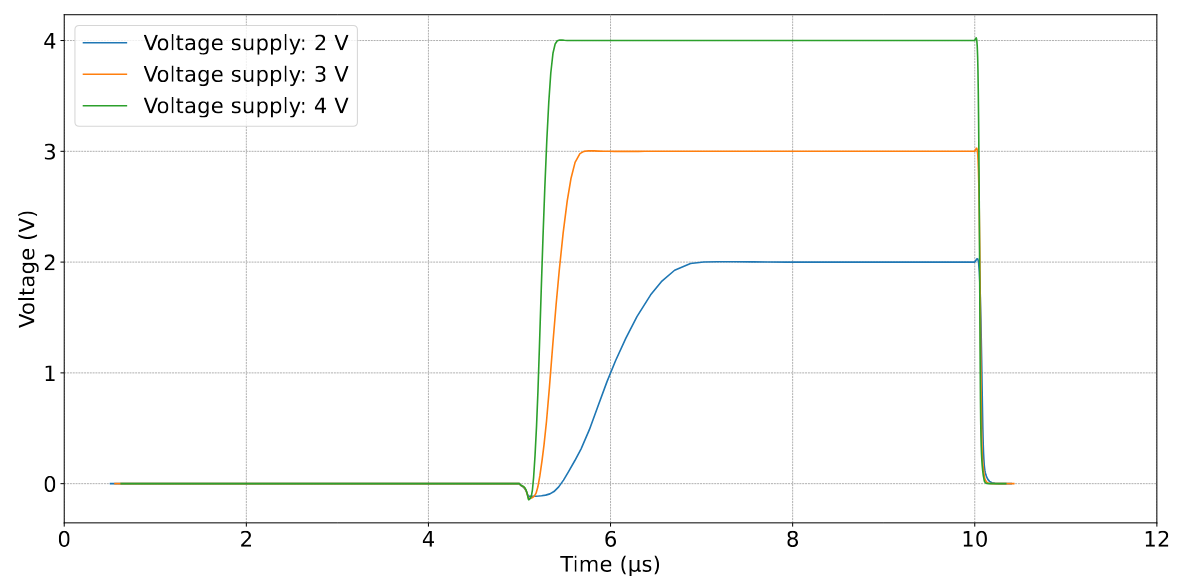 4
3
2
1
0
Voltage (V)
Voltage supply: 2 V
Voltage supply: 3 V
Voltage supply: 4 V
0 2 4 6 8 10 12
Time (µs)